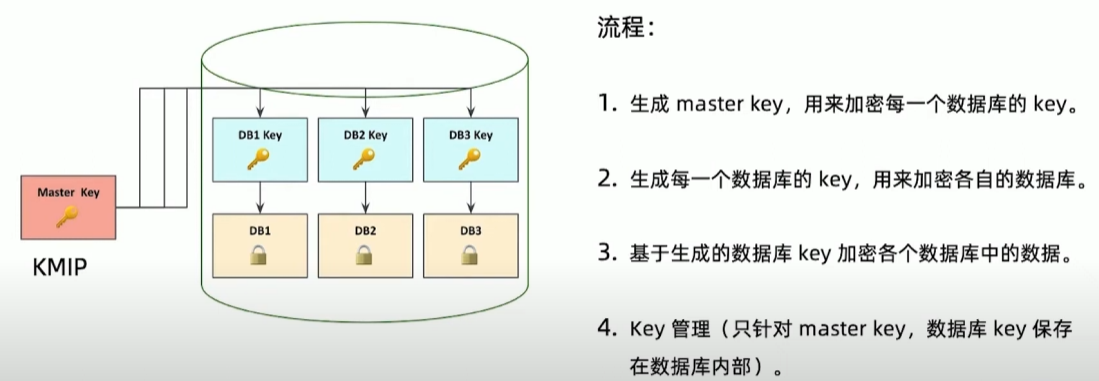 Master Key
KMIP
DB1 Key
DB2 Key
DB3 Key
DB1
DB2
DB3
流程：
1. 生成 master key，用来加密每一个数据库的 key。
2. 生成每一个数据库的 key，用来加密各自的数据库。
3. 基于生成的数据库 key 加密各个数据库中的数据。
4. Key 管理（只针对 master key，数据库 key 保存
在数据库内部）。